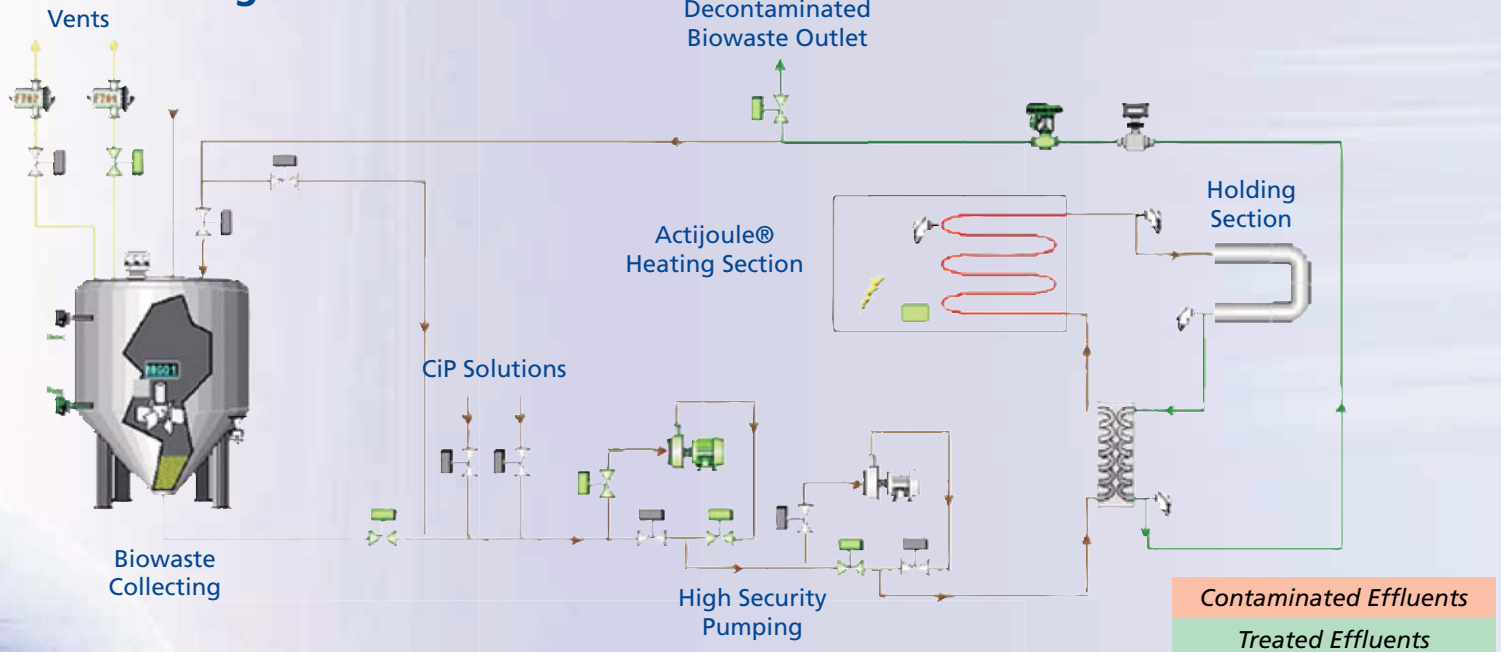 Vents
Decontaminated
Biowaste Outlet
Holding
Section
Actijoule®
Heating Section
CiP Solutions
Biowaste
Collecting
High Security
Pumping
Contaminated Effluents
Treated Effluents